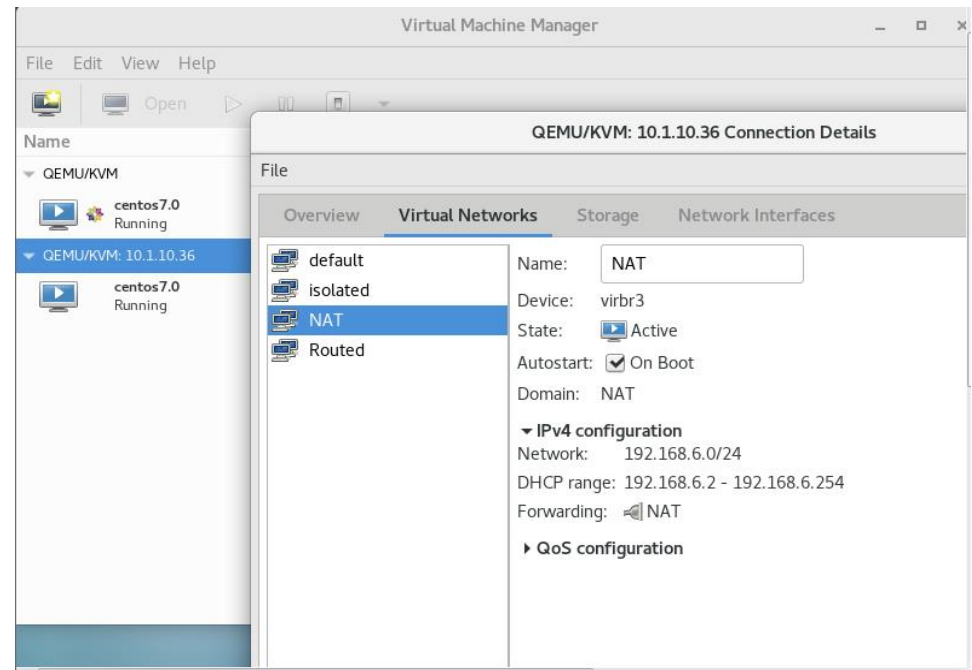 Virtual Machine Manager
File Edit View Help
Open
Name
QEMU/KVM
centos7.0
Running
QEMU/KVM: 10.1.10.36
centos7.0
Running
QEMU/KVM: 10.1.10.36 Connection Details
File
Overview Virtual Networks Storage Network Interfaces
default
isolated
NAT
Routed
Name: NAT
Device: virbr3
State: Active
Autostart: On Boot
Domain: NAT
IPv4 configuration
Network: 192.168.6.0/24
DHCP range: 192.168.6.2 - 192.168.6.254
Forwarding: NAT
QoS configuration